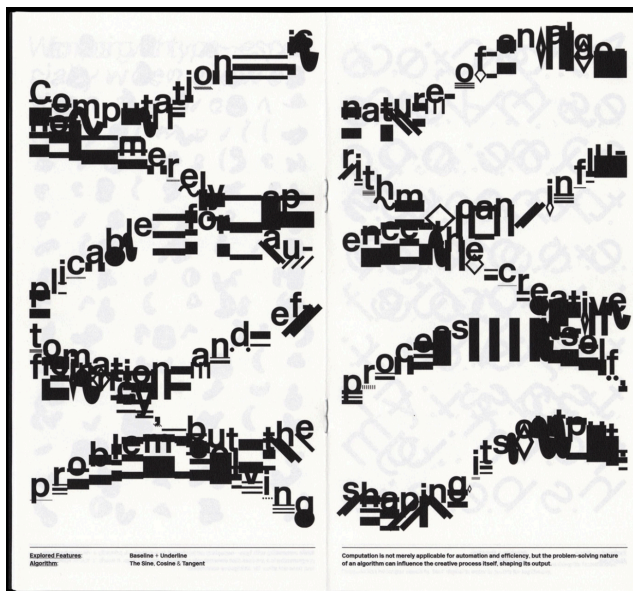 Computation is
not merely ap-
plicable for au-
tomation and ef-
ficiency, but the
problem-solving
nature of an algo-
rithm can influ-
ence the creative
process itself,
shaping its output.
Explored Features: Baseline + Underline
Algorithm: The Sine, Cosine & Tangent
Computation is not merely applicable for automation and efficiency, but the problem-solving nature
of an algorithm can influence the creative process itself, shaping its output.